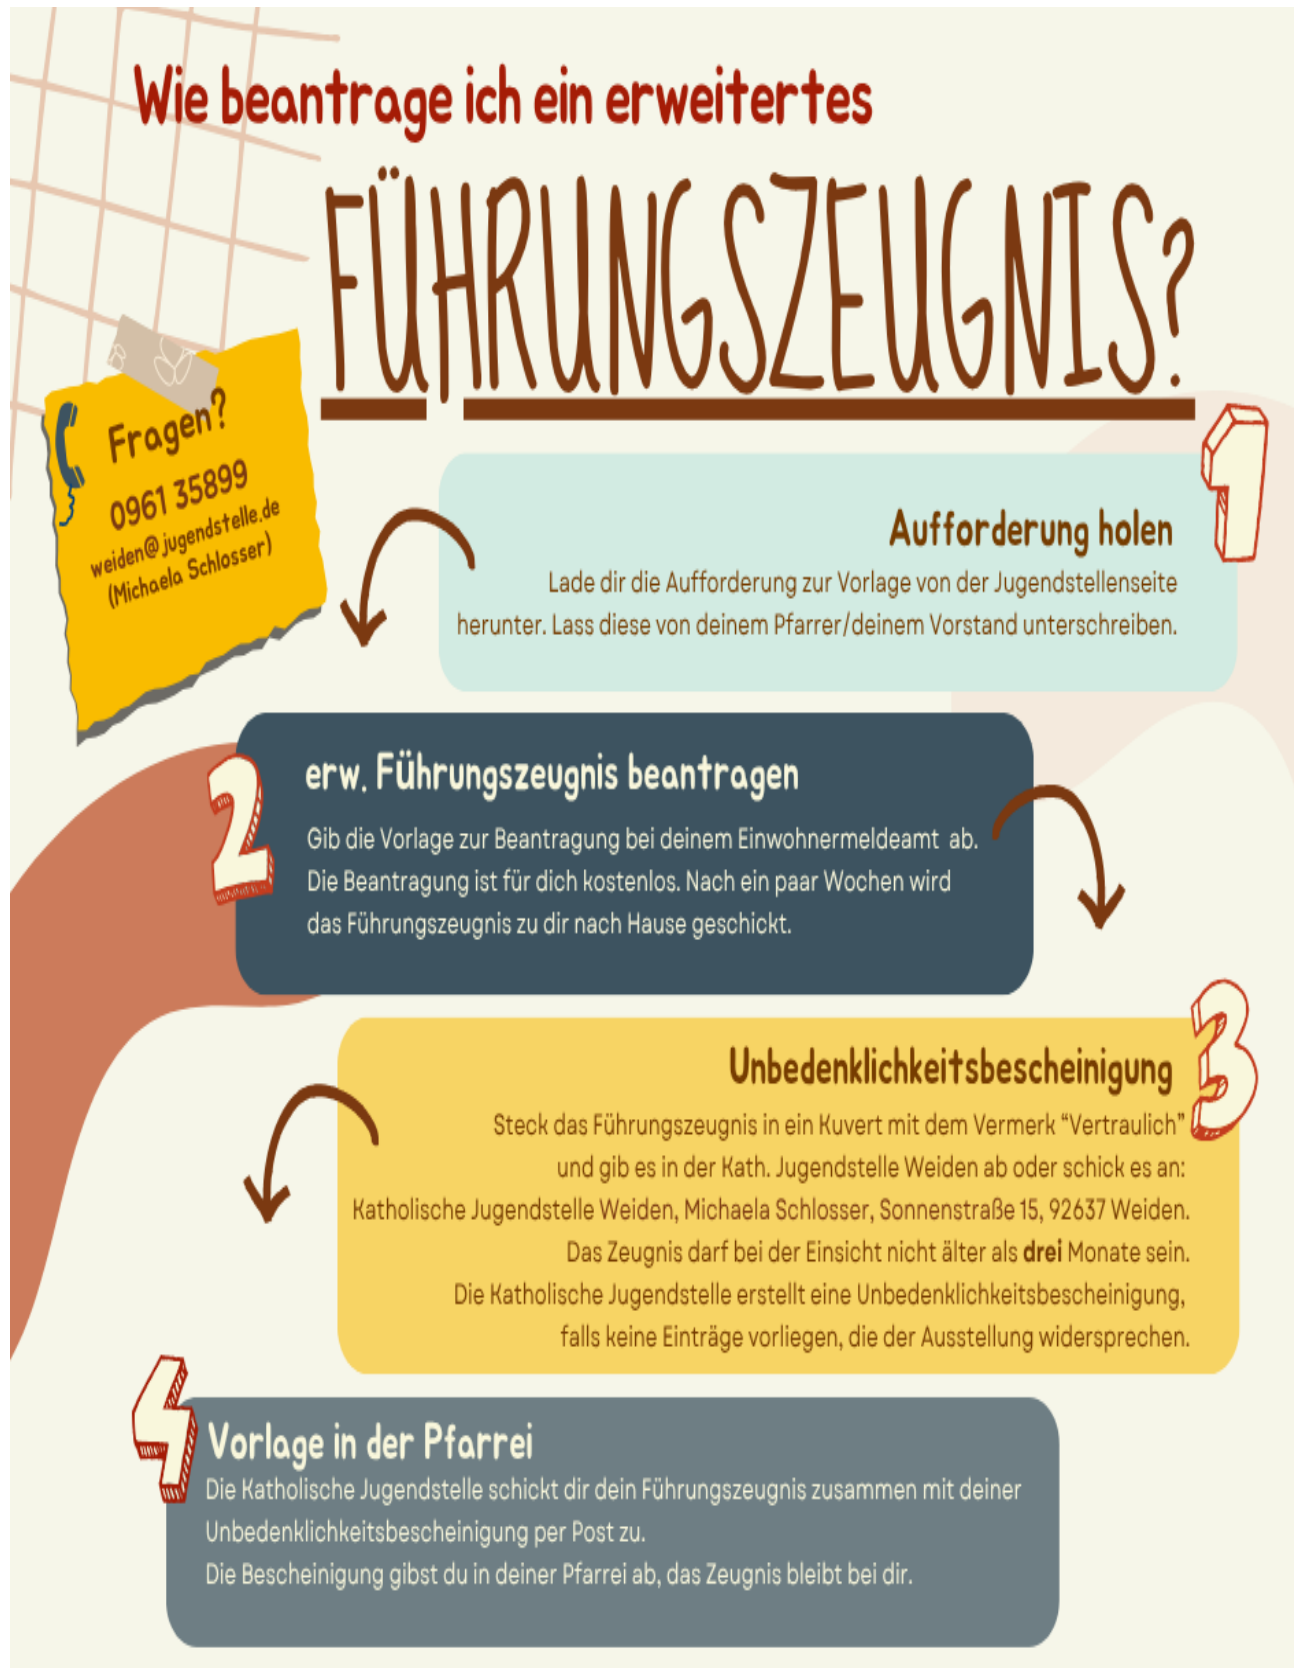 Wie beantrage ich ein erweitertes
FÜHRUNGSZEUGNIS?
Fragen?
0961 35899
weiden@jugendstelle.de
(Michaela Schlosser)
1
Aufforderung holen
Lade dir die Aufforderung zur Vorlage von der Jugendstellenseite
herunter. Lass diese von deinem Pfarrer/deinem Vorstand unterschreiben.
2
erw. Führungszeugnis beantragen
Gib die Vorlage zur Beantragung bei deinem Einwohnermeldeamt ab.
Die Beantragung ist für dich kostenlos. Nach ein paar Wochen wird
das Führungszeugnis zu dir nach Hause geschickt.
3
Unbedenklichkeitsbescheinigung
Steck das Führungszeugnis in ein Kuvert mit dem Vermerk “Vertraulich”
und gib es in der Kath. Jugendstelle Weiden ab oder schick es an:
Katholische Jugendstelle Weiden, Michaela Schlosser, Sonnenstraße 15, 92637 Weiden.
Das Zeugnis darf bei der Einsicht nicht älter als drei Monate sein.
Die Katholische Jugendstelle erstellt eine Unbedenklichkeitsbescheinigung,
falls keine Einträge vorliegen, die der Ausstellung widersprechen.
4
Vorlage in der Pfarrei
Die Katholische Jugendstelle schickt dir dein Führungszeugnis zusammen mit deiner
Unbedenklichkeitsbescheinigung per Post zu.
Die Bescheinigung gibst du in deiner Pfarrei ab, das Zeugnis bleibt bei dir.